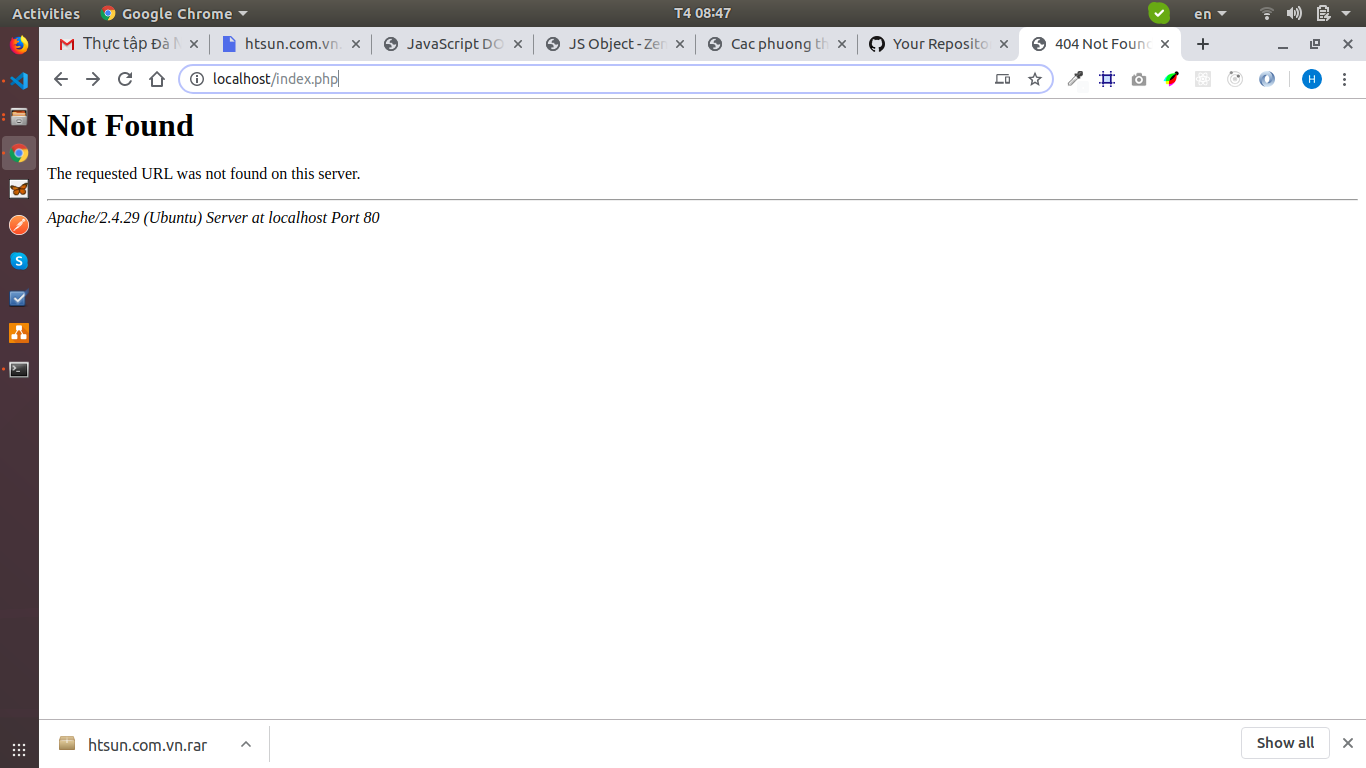 Activities
Google Chrome
T4 08:47
en
Thực tập Đà
htsun.com.vn.
JavaScript DO
JS Object - Zen
Cac phuong th
Your Reposito
404 Not Found
localhost/index.php
H
Not Found
The requested URL was not found on this server.
Apache/2.4.29 (Ubuntu) Server at localhost Port 80
htsun.com.vn.rar
Show all